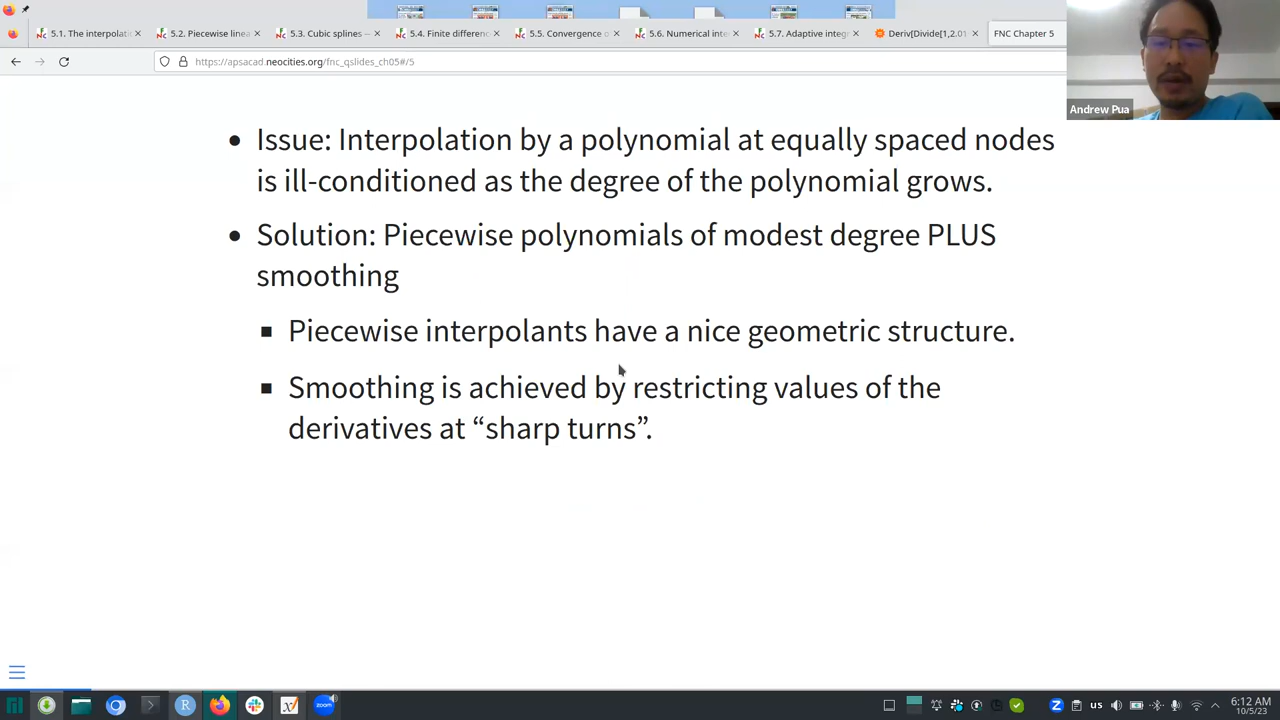 5.1. The interpolati
5.2. Piecewise linea
5.3. Cubic splines —
5.4. Finite differenc
5.5. Convergence o
5.6. Numerical inte
5.7. Adaptive integ
Deriv[Divide[1,2.01
FNC Chapter 5
https://apsacad.neocities.org/fnc_qslides_ch05#/5
Andrew Pua
• Issue: Interpolation by a polynomial at equally spaced nodes
is ill-conditioned as the degree of the polynomial grows.
• Solution: Piecewise polynomials of modest degree PLUS
smoothing
▪ Piecewise interpolants have a nice geometric structure.
▪ Smoothing is achieved by restricting values of the
derivatives at “sharp turns”.
zoom
us
6:12 AM
10/5/23